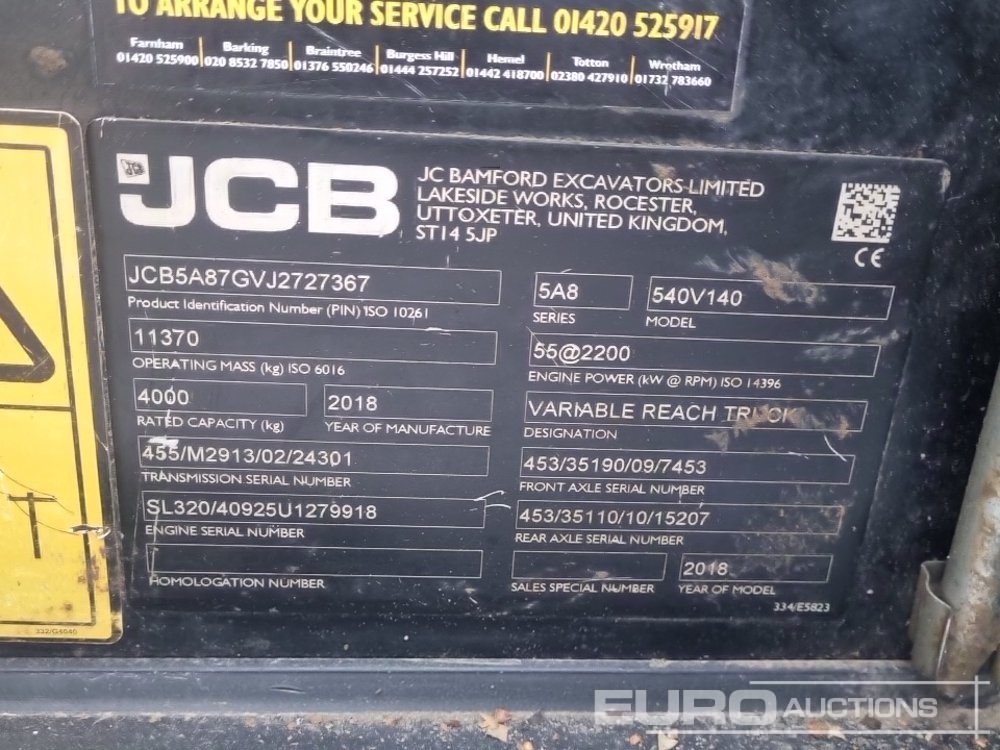 TO ARRANGE YOUR SERVICE CALL 01420 525917
Farnham Barking Braintree Burgess Hill Hemel Totton Wrotham
01420 525900 020 8532 7850 01376 550246 01444 257252 01442 418700 02380 427910 01732 783660
JCB
JC BAMFORD EXCAVATORS LIMITED
LAKESIDE WORKS, ROCESTER,
UTTOXETER, UNITED KINGDOM,
ST14 5JP
CE
JCB5A87GVJ2727367
Product Identification Number (PIN) ISO 10261
5A8
SERIES
540V140
MODEL
11370
OPERATING MASS (kg) ISO 6016
55@2200
ENGINE POWER (kW @ RPM) ISO 14396
4000
RATED CAPACITY (kg)
2018
YEAR OF MANUFACTURE
VARIABLE REACH TRUCK
DESIGNATION
455/M2913/02/24301
TRANSMISSION SERIAL NUMBER
453/35190/09/7453
FRONT AXLE SERIAL NUMBER
SL320/40925U1279918
ENGINE SERIAL NUMBER
453/35110/10/15207
REAR AXLE SERIAL NUMBER
HOMOLOGATION NUMBER
SALES SPECIAL NUMBER
2018
YEAR OF MODEL
334/E5823
332/G4040
EURO AUCTIONS